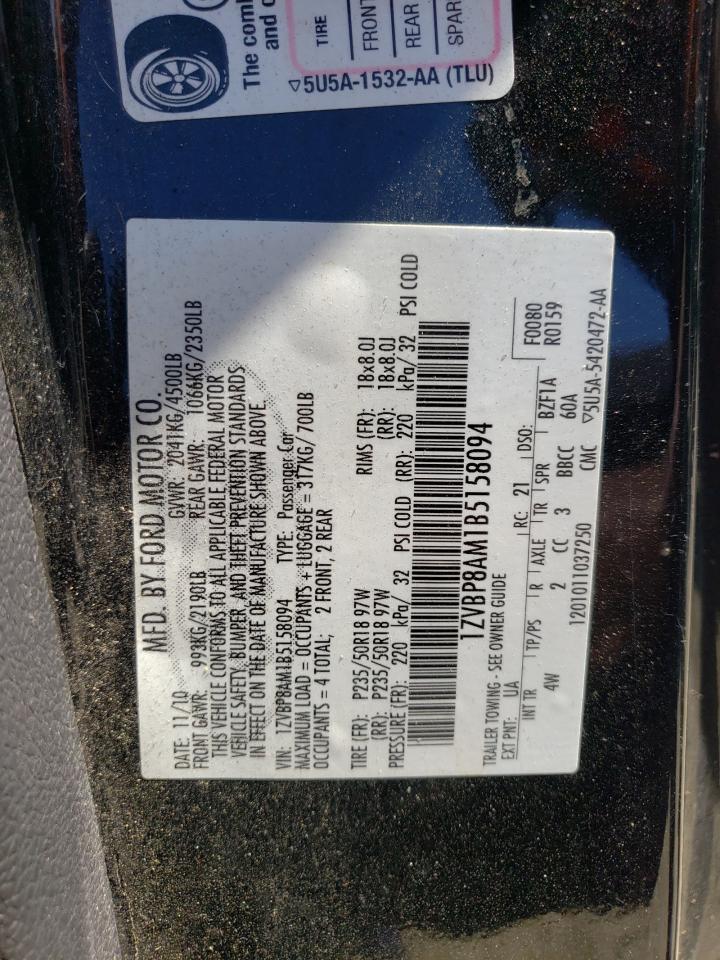 The comb
and c
TIRE
FRONT
REAR
SPAR
▽5U5A-1532-AA (TLU)
MFD. BY FORD MOTOR CO.
DATE: 11/10 GVWR: 2041KG/4500LB
FRONT GAWR: 993KG/2190LB REAR GAWR: 1066KG/2350LB
THIS VEHICLE CONFORMS TO ALL APPLICABLE FEDERAL MOTOR
VEHICLE SAFETY, BUMPER, AND THEFT PREVENTION STANDARDS
IN EFFECT ON THE DATE OF MANUFACTURE SHOWN ABOVE.
VIN: 1ZVBP8AM1B5158094 TYPE: Passenger Car
MAXIMUM LOAD = OCCUPANTS + LUGGAGE = 317KG/ 700LB
OCCUPANTS = 4 TOTAL; 2 FRONT, 2 REAR
TIRE (FR): P235/50R18 97W RIMS (FR): 18x8.0J
TIRE (RR): P235/50R18 97W (RR): 18x8.0J
PRESSURE (FR): 220 kPa/ 32 PSI COLD (RR): 220 kPa/ 32 PSI COLD
1ZVBP8AM1B5158094
TRAILER TOWING - SEE OWNER GUIDE
EXT PNT: UA RC: 21 DSO: F0080
R0159
INT TR TP/PS R AXLE TR SPR BZF1A
4W 2 CC 3 BBCC 60A
1201011037250 CMC ▽5U5A-5420472-AA